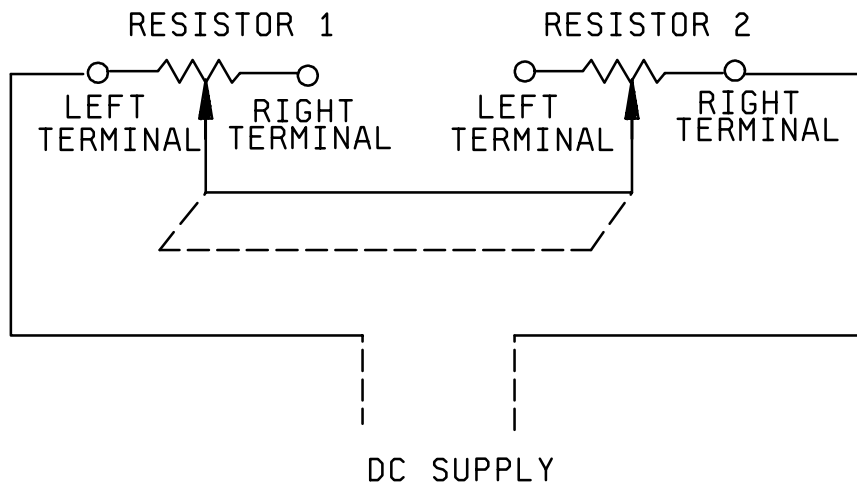 RESISTOR 1
RESISTOR 2
LEFT
TERMINAL
RIGHT
TERMINAL
LEFT
TERMINAL
RIGHT
TERMINAL
DC SUPPLY